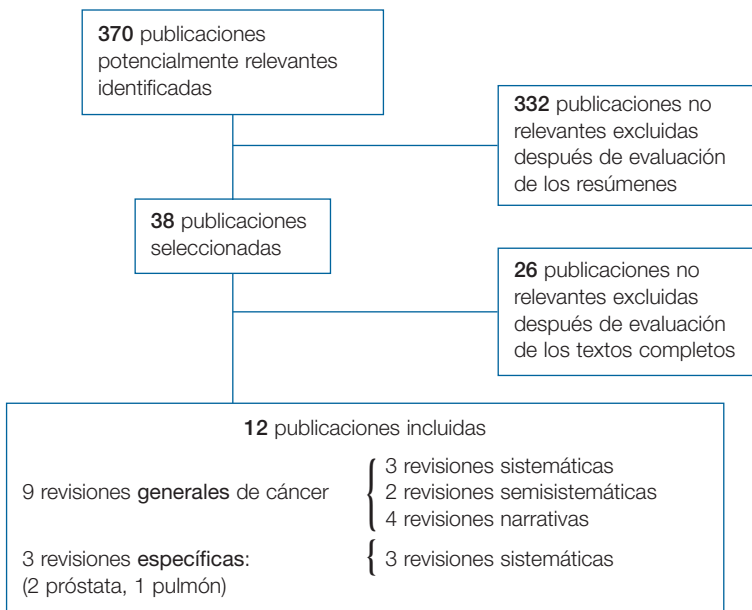 370 publicaciones
potencialmente relevantes
identificadas
332 publicaciones no
relevantes excluidas
después de evaluación
de los resúmenes
38 publicaciones
seleccionadas
26 publicaciones no
relevantes excluidas
después de evaluación
de los textos completos
12 publicaciones incluidas
9 revisiones generales de cáncer
3 revisiones sistemáticas
2 revisiones semisistemáticas
4 revisiones narrativas
3 revisiones específicas:
(2 próstata, 1 pulmón)
3 revisiones sistemáticas